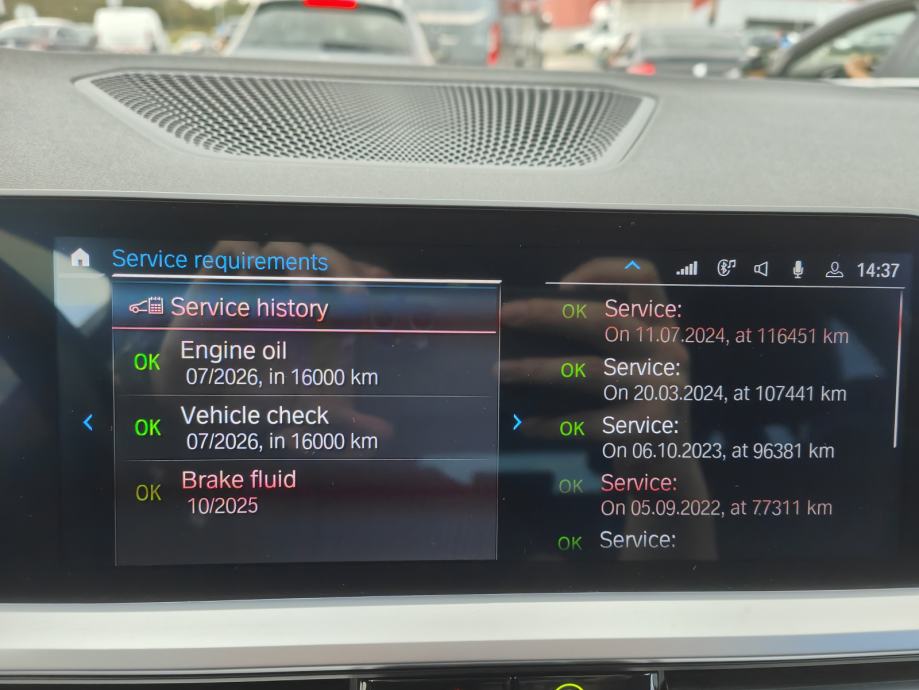 Service requirements
14:37
Service history
OK
Engine oil
07/2026, in 16000 km
OK
Vehicle check
07/2026, in 16000 km
OK
Brake fluid
10/2025
OK
Service:
On 11.07.2024, at 116451 km
OK
Service:
On 20.03.2024, at 107441 km
OK
Service:
On 06.10.2023, at 96381 km
OK
Service:
On 05.09.2022, at 77311 km
OK
Service: